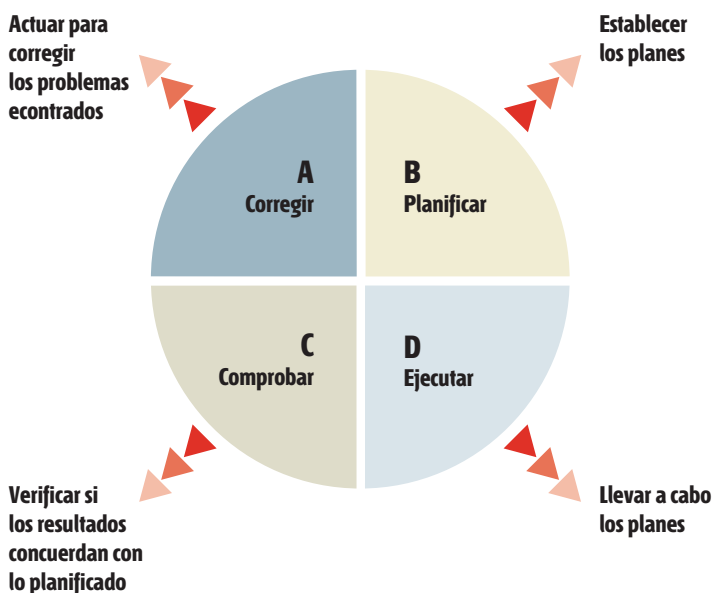 Actuar para
corregir
los problemas
econtrados
Establecer
los planes
A
Corregir
B
Planificar
C
Comprobar
D
Ejecutar
Verificar si
los resultados
concuerdan con
lo planificado
Llevar a cabo
los planes